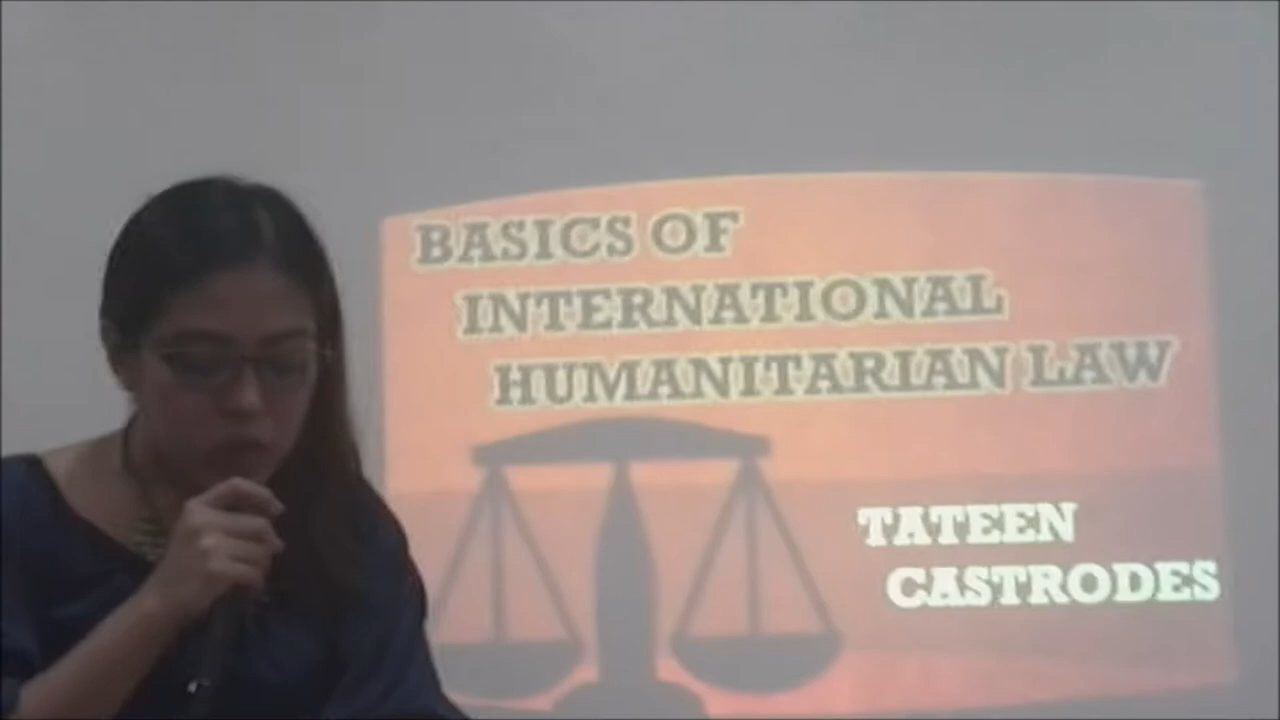 BASICS OF
INTERNATIONAL
HUMANITARIAN LAW
TATEEN
CASTRODES